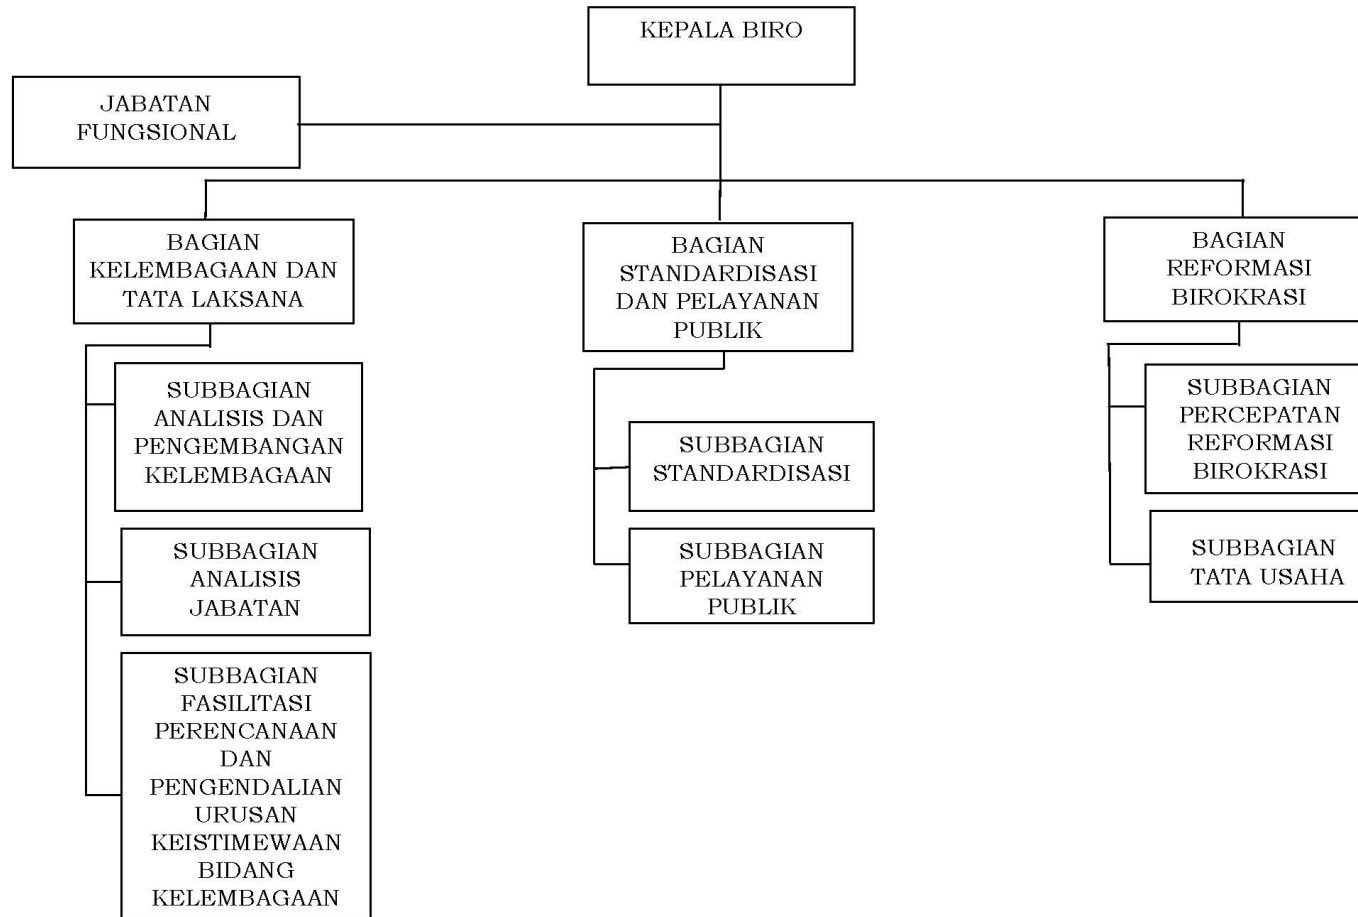 KEPALA BIRO
JABATAN
FUNGSIONAL
BAGIAN
KELEMBAGAAN DAN
TATA LAKSANA
BAGIAN
STANDARDISASI
DAN PELAYANAN
PUBLIK
BAGIAN
REFORMASI
BIROKRASI
SUBBAGIAN
ANALISIS DAN
PENGEMBANGAN
KELEMBAGAAN
SUBBAGIAN
ANALISIS
JABATAN
SUBBAGIAN
FASILITASI
PERENCANAAN
DAN
PENGENDALIAN
URUSAN
KEISTIMEWAAN
BIDANG
KELEMBAGAAN
SUBBAGIAN
STANDARDISASI
SUBBAGIAN
PELAYANAN
PUBLIK
SUBBAGIAN
PERCEPATAN
REFORMASI
BIROKRASI
SUBBAGIAN
TATA USAHA